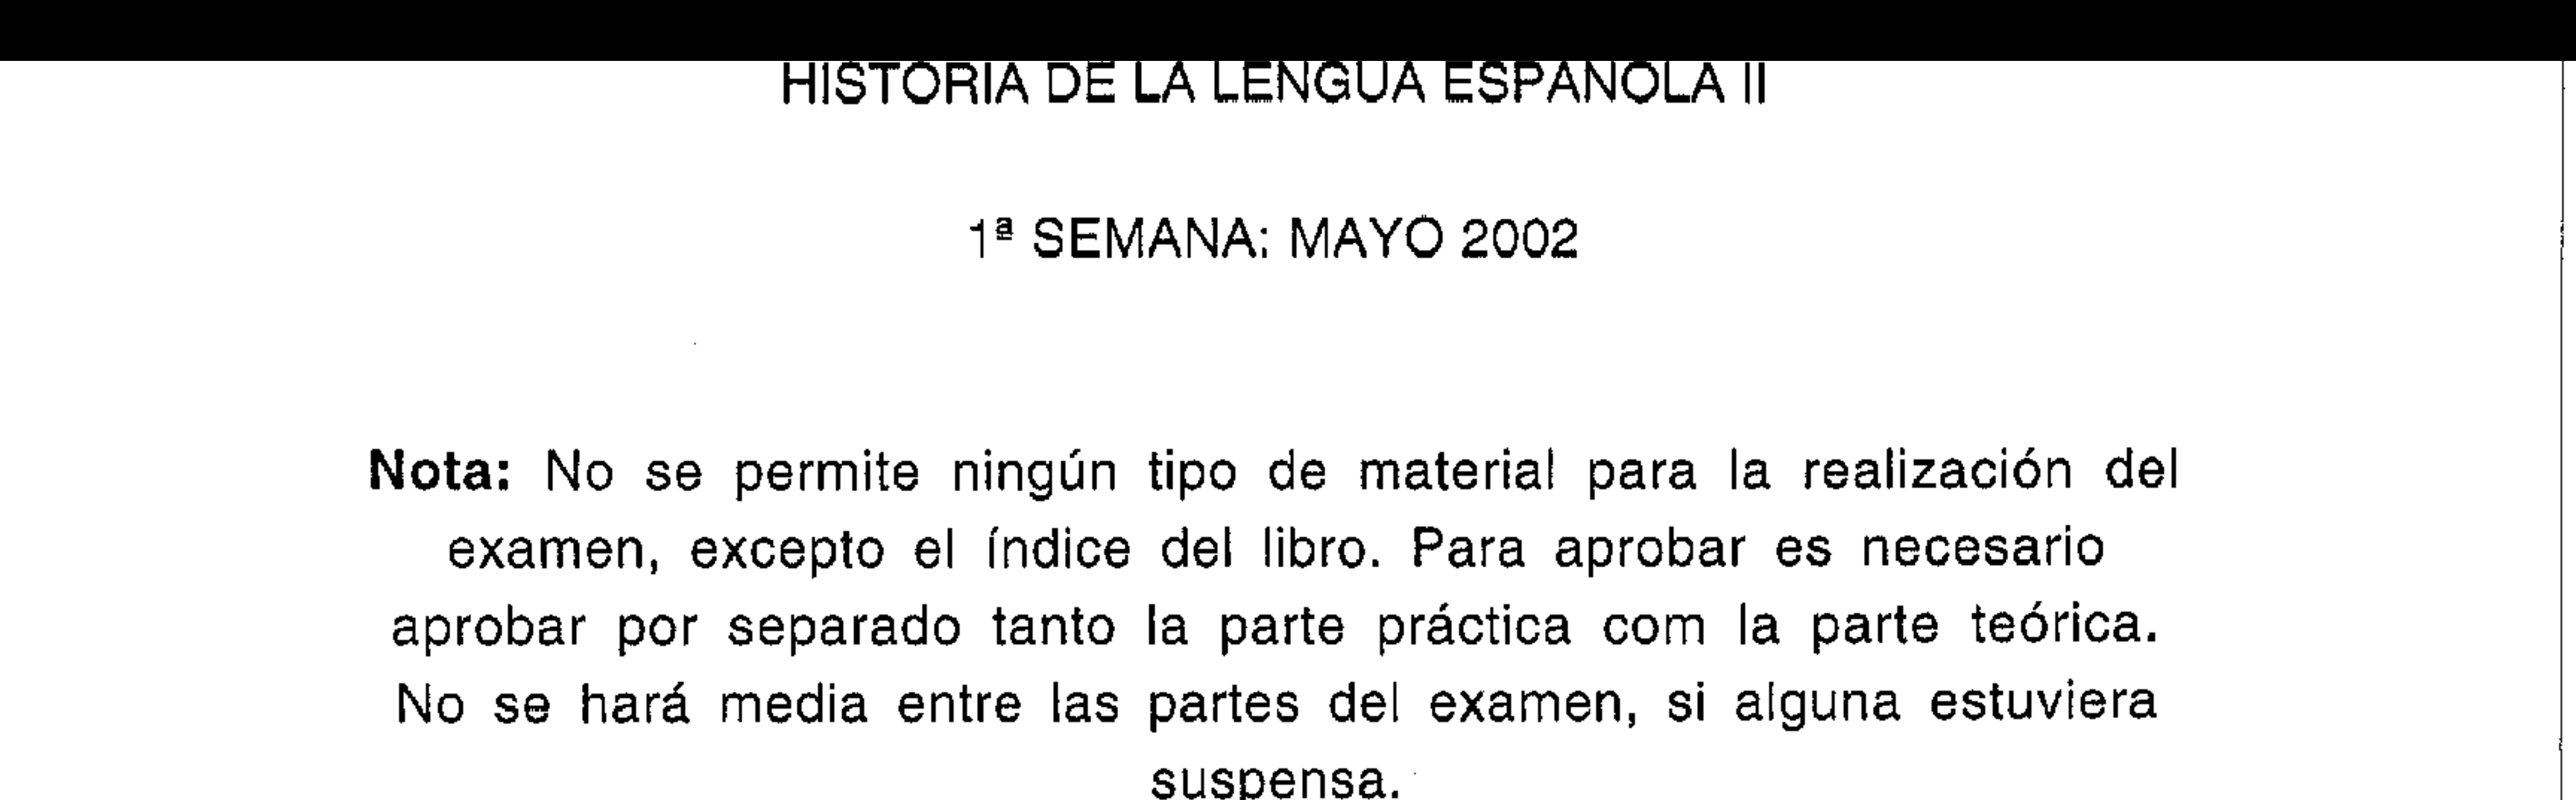 HISTORIA DE LA LENGUA ESPAÑOLA II
1ª SEMANA: MAYO 2002
Nota: No se permite ningún tipo de material para la realización del
examen, excepto el índice del libro. Para aprobar es necesario
aprobar por separado tanto la parte práctica com la parte teórica.
No se hará media entre las partes del examen, si alguna estuviera
suspensa.